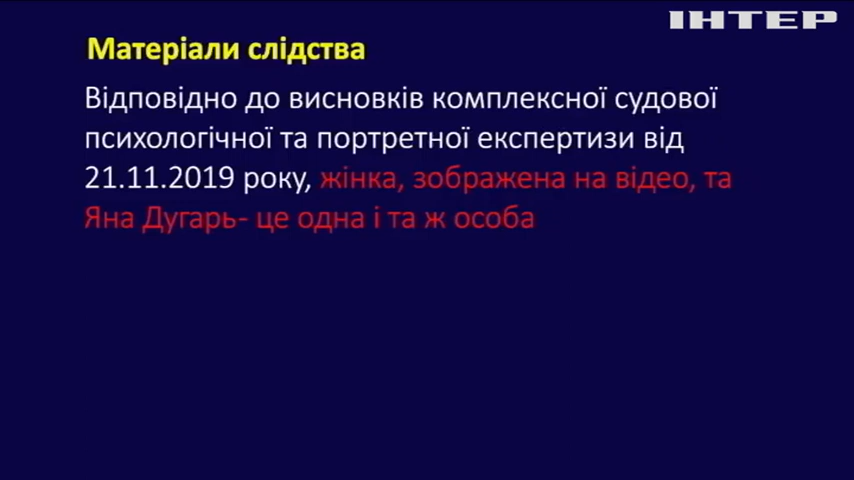 ІНТЕР
Матеріали слідства
Відповідно до висновків комплексної судової
психологічної та портретної експертизи від
21.11.2019 року, жінка, зображена на відео, та
Яна Дугарь- це одна і та ж особа